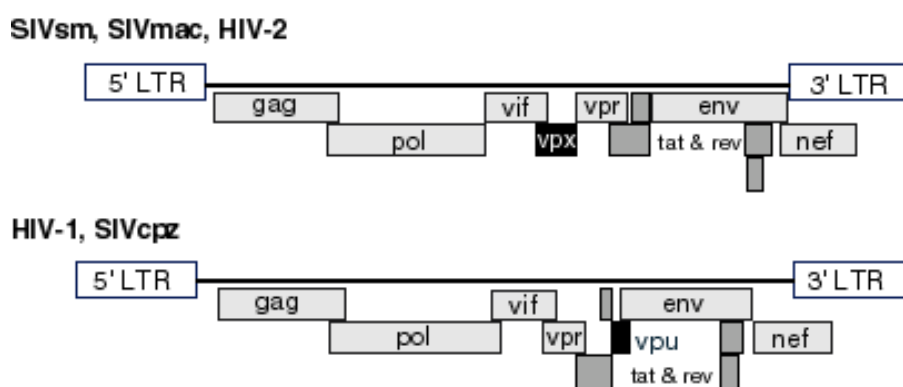 SIVsm, SIVmac, HIV-2
5' LTR 3' LTR
gag vif vpr env
pol vpx tat & rev nef
HIV-1, SIVcpz
5' LTR 3' LTR
gag vif env
pol vpr vpu nef
tat & rev